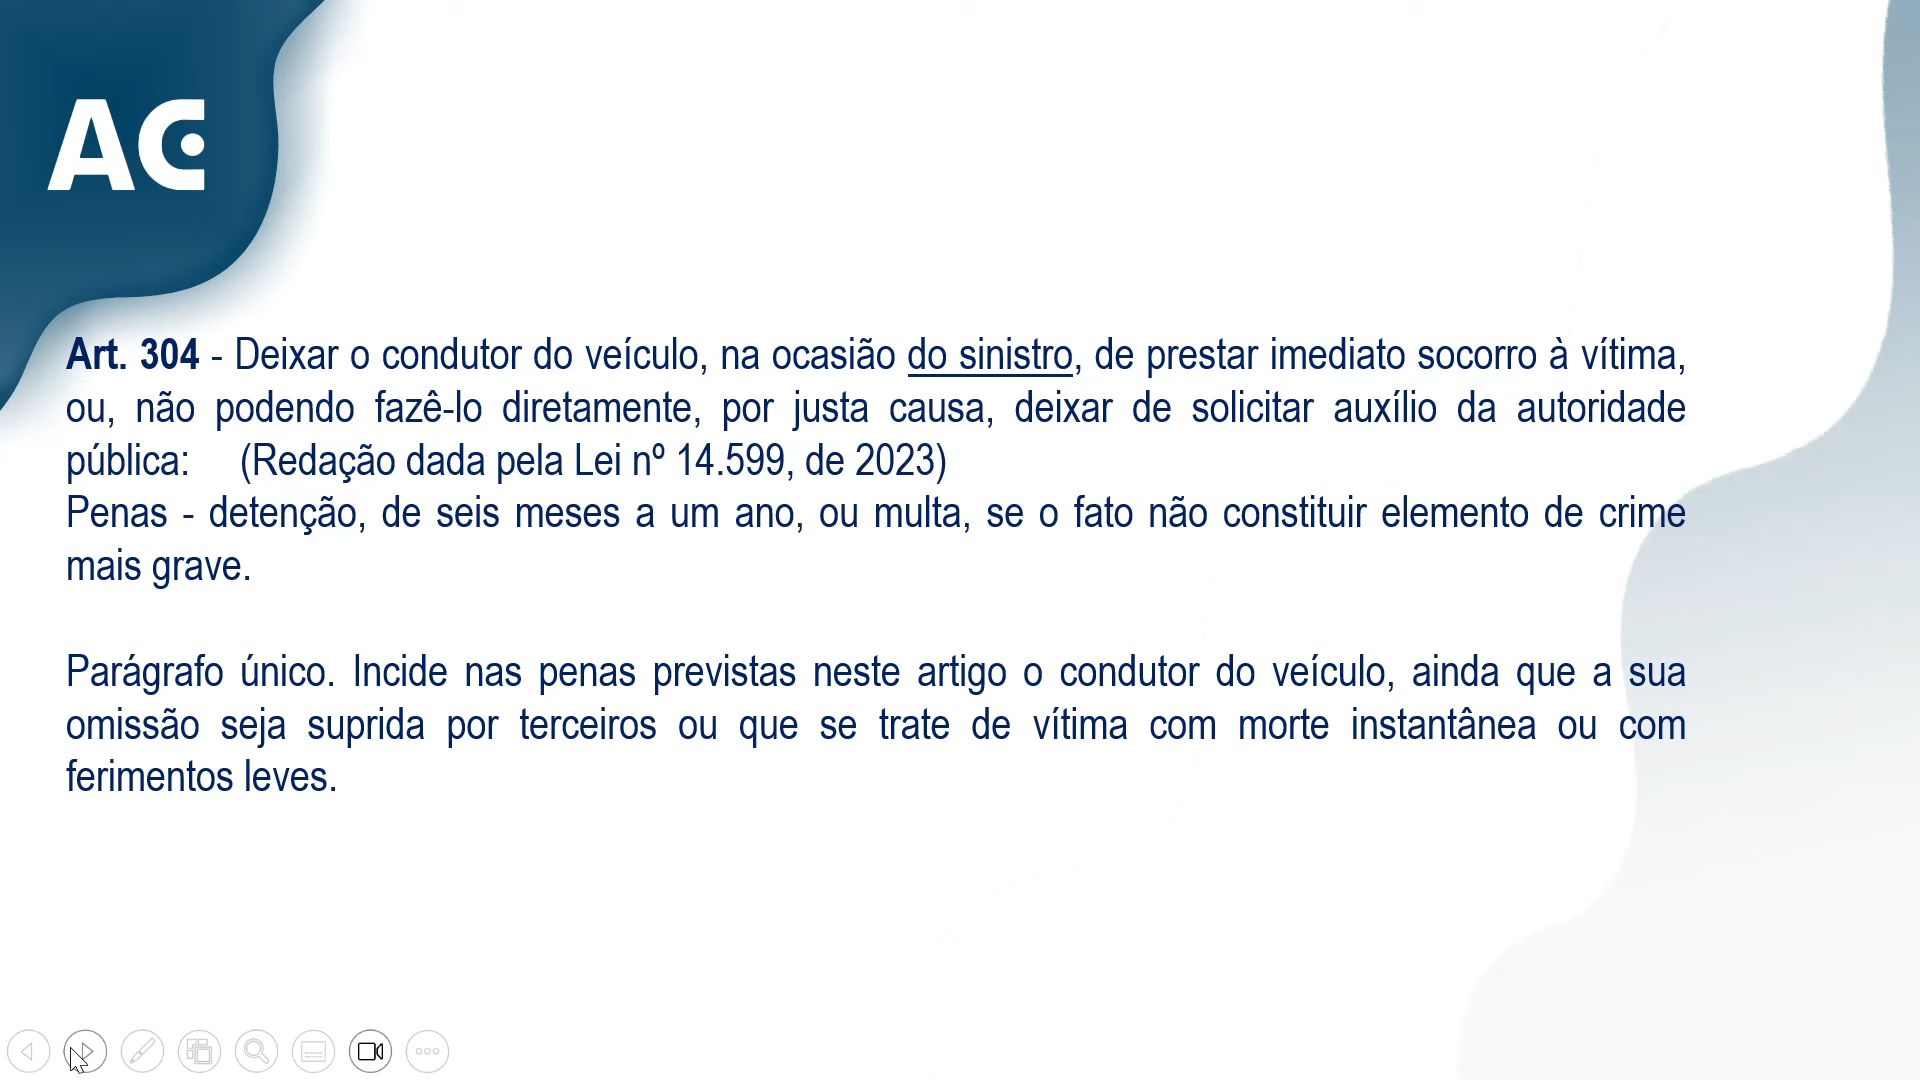 AC
Art. 304 - Deixar o condutor do veículo, na ocasião do sinistro, de prestar imediato socorro à vítima,
ou, não podendo fazê-lo diretamente, por justa causa, deixar de solicitar auxílio da autoridade
pública: (Redação dada pela Lei nº 14.599, de 2023)
Penas - detenção, de seis meses a um ano, ou multa, se o fato não constituir elemento de crime
mais grave.
Parágrafo único. Incide nas penas previstas neste artigo o condutor do veículo, ainda que a sua
omissão seja suprida por terceiros ou que se trate de vítima com morte instantânea ou com
ferimentos leves.